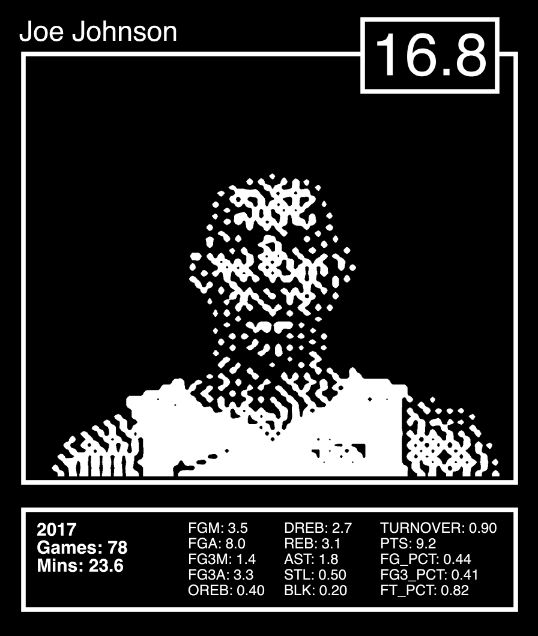 Joe Johnson
16.8
2017
Games: 78
Mins: 23.6
FGM: 3.5
FGA: 8.0
FG3M: 1.4
FG3A: 3.3
OREB: 0.40
DREB: 2.7
REB: 3.1
AST: 1.8
STL: 0.50
BLK: 0.20
TURNOVER: 0.90
PTS: 9.2
FG_PCT: 0.44
FG3_PCT: 0.41
FT_PCT: 0.82